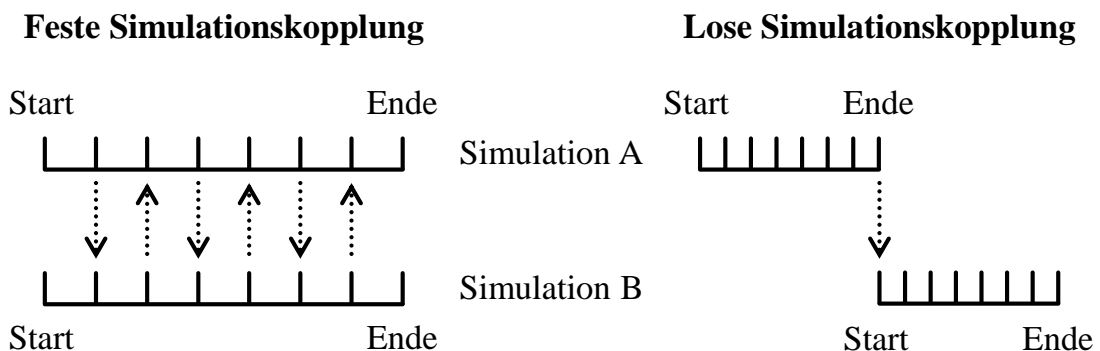 Feste Simulationskopplung
Lose Simulationskopplung
Start
Ende
Start
Ende
Simulation A
Simulation B
Start
Ende
Start
Ende